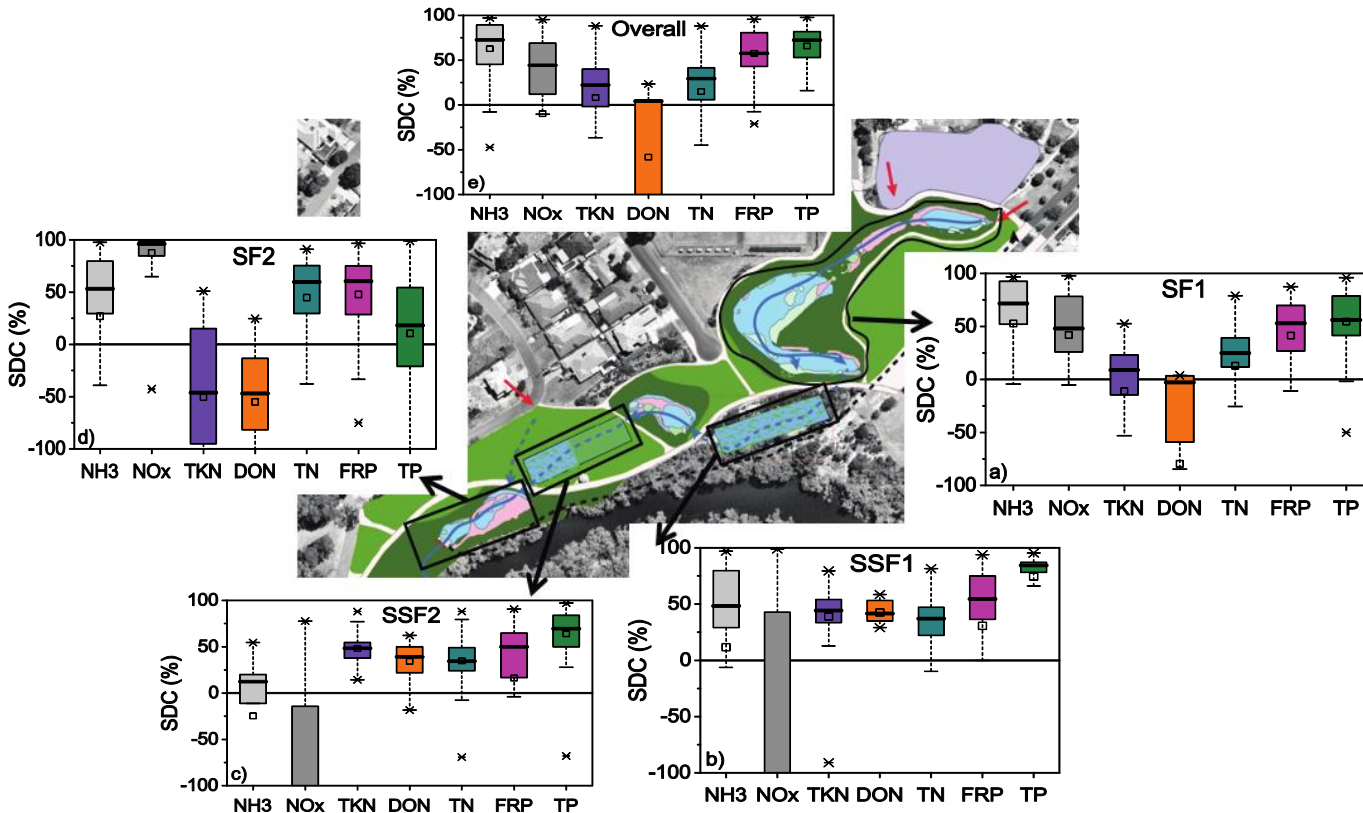 Overall
SDC (%)
100
50
0
-50
-100
e)
NH3 NOx TKN DON TN FRP TP
SF2
SDC (%)
100
50
0
-50
-100
d)
NH3 NOx TKN DON TN FRP TP
SF1
SDC (%)
100
50
0
-50
-100
a)
NH3 NOx TKN DON TN FRP TP
SSF2
SDC (%)
100
50
0
-50
-100
c)
NH3 NOx TKN DON TN FRP TP
SSF1
SDC (%)
100
50
0
-50
-100
b)
NH3 NOx TKN DON TN FRP TP